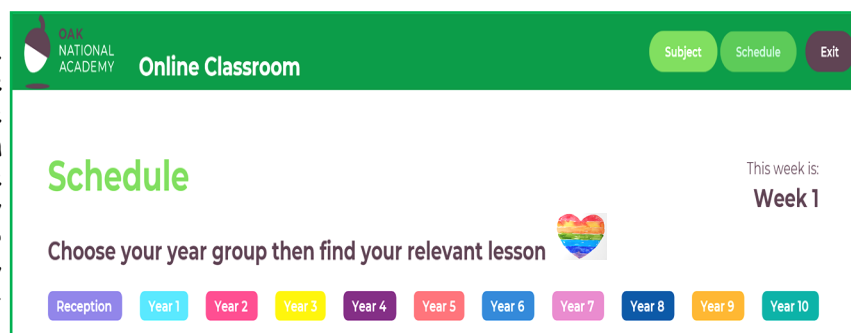 OAK
NATIONAL
ACADEMY
Online Classroom
Subject Schedule Exit
Schedule
This week is:
Week 1
Choose your year group then find your relevant lesson
Reception Year 1 Year 2 Year 3 Year 4 Year 5 Year 6 Year 7 Year 8 Year 9 Year 10